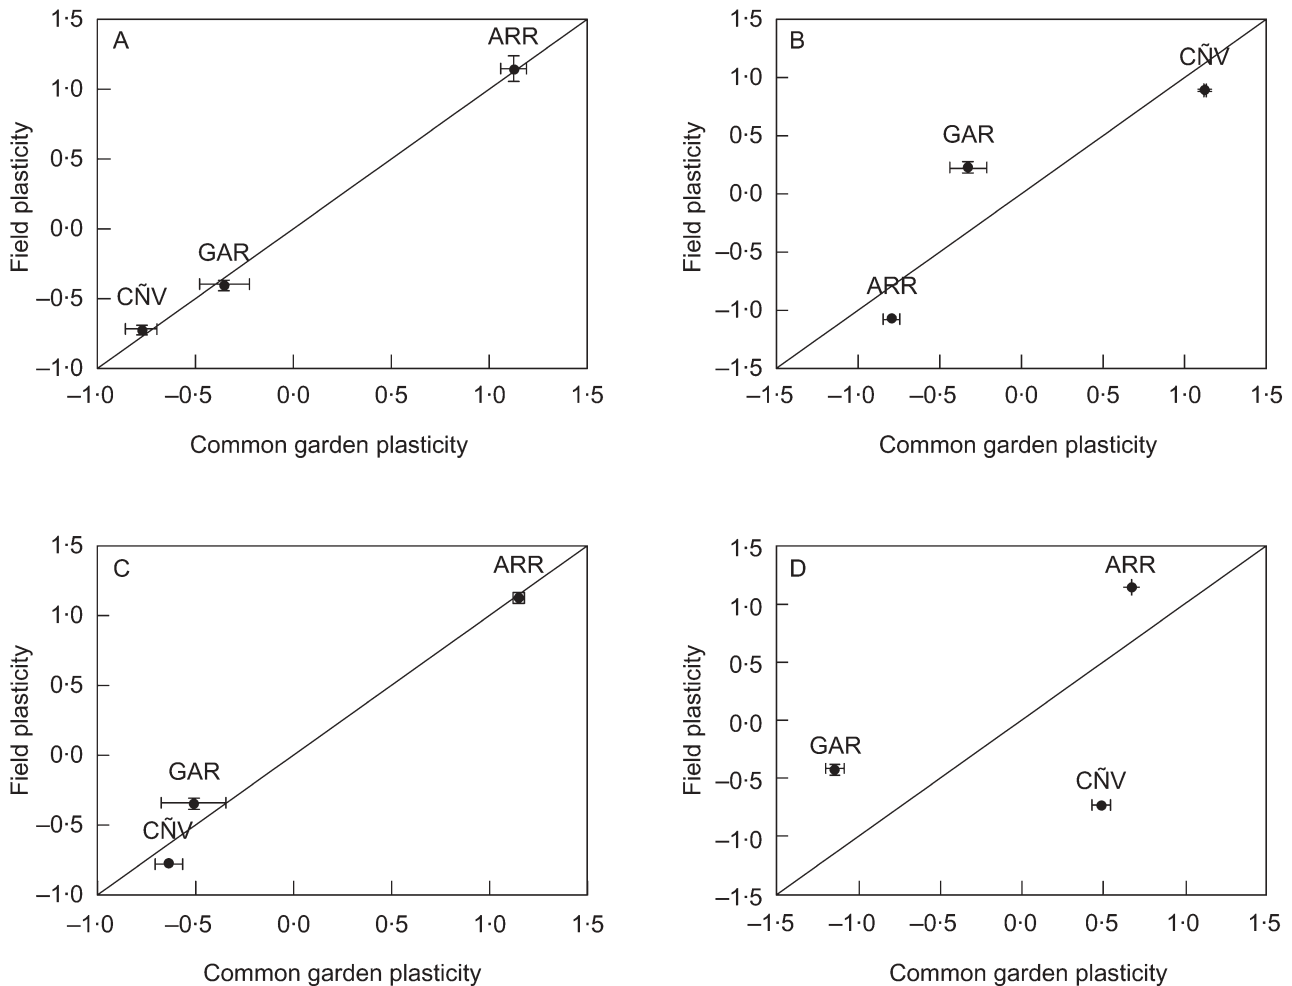 A
ARR
GAR
CÑV
1·5
1·0
0·5
0·0
–0·5
–1·0
Field plasticity
–1·0 –0·5 0·0 0·5 1·0 1·5
Common garden plasticity
B
CÑV
GAR
ARR
1·5
1·0
0·5
0·0
–0·5
–1·0
–1·5
Field plasticity
–1·5 –1·0 –0·5 0·0 0·5 1·0 1·5
Common garden plasticity
C
ARR
GAR
CÑV
1·5
1·0
0·5
0·0
–0·5
–1·0
Field plasticity
–1·0 –0·5 0·0 0·5 1·0 1·5
Common garden plasticity
D
ARR
GAR
CÑV
1·5
1·0
0·5
0·0
–0·5
–1·0
–1·5
Field plasticity
–1·5 –1·0 –0·5 0·0 0·5 1·0 1·5
Common garden plasticity